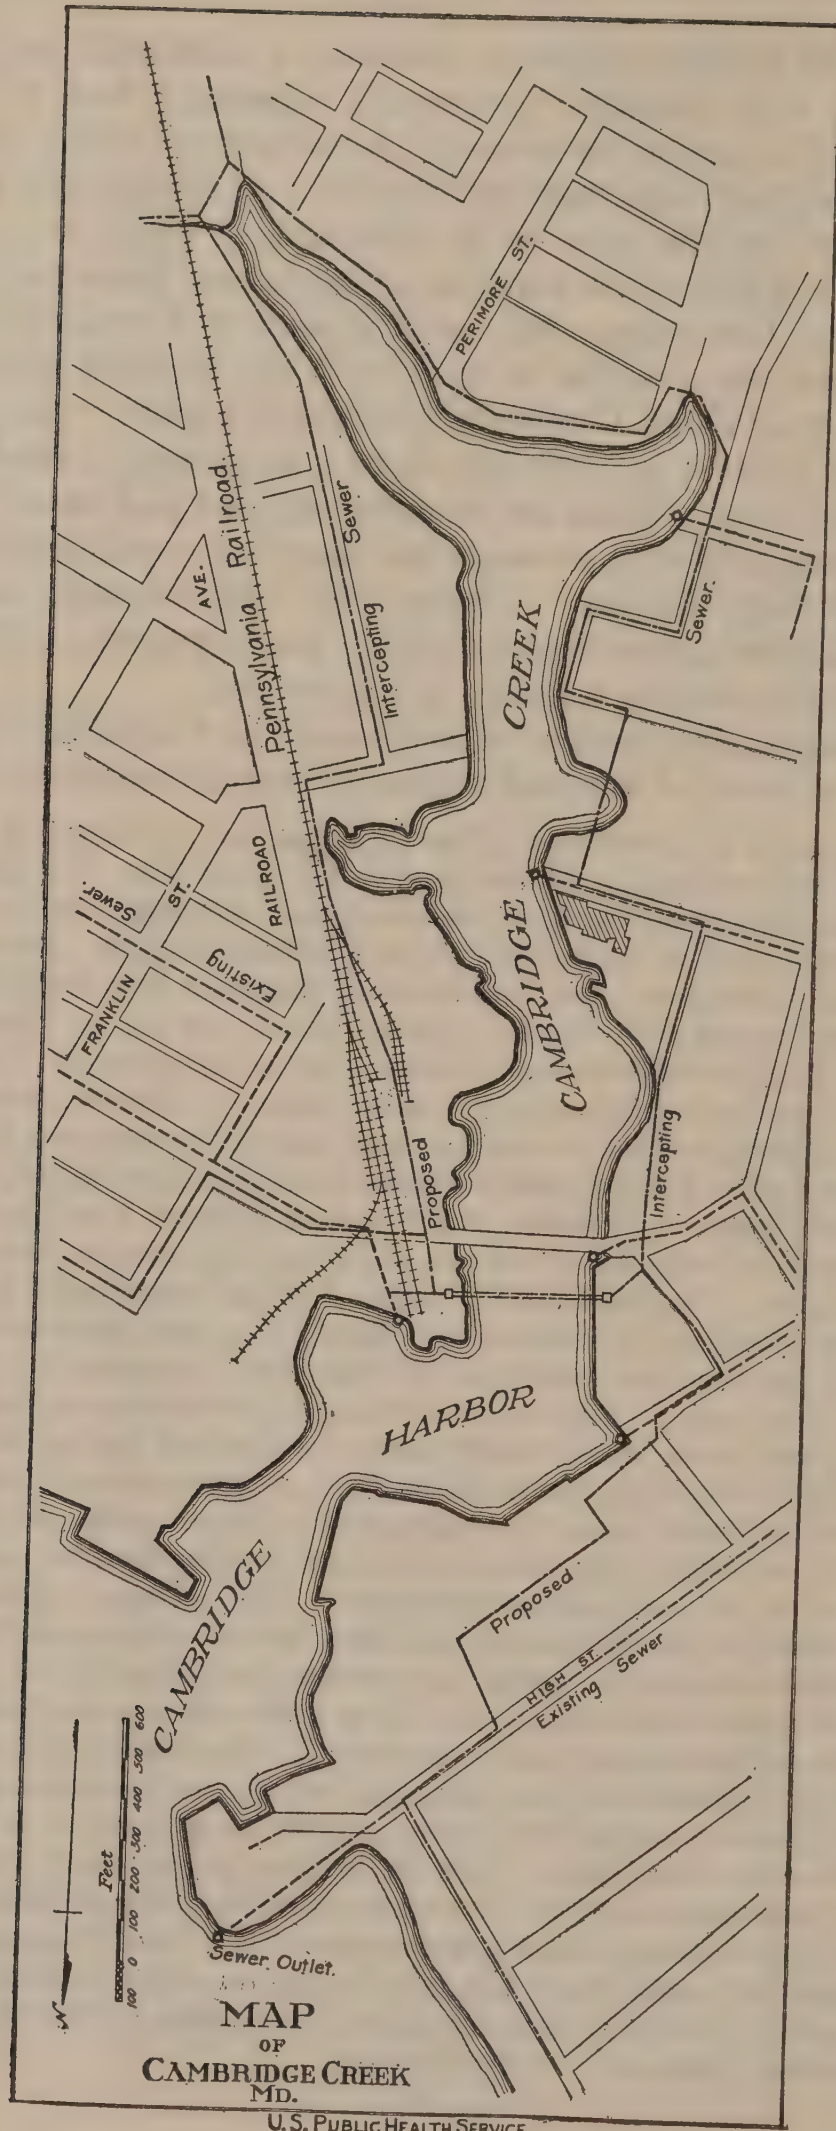 PERIMORE ST.
Pennsylvania Railroad.
AVE.
Sewer
Intercepting
CREEK
Sewer.
RAILROAD
ST.
Sewer.
Existing
FRANKLIN
CAMBRIDGE
Proposed
Intercepting
HARBOR
CAMBRIDGE
Proposed
HIGH ST.
Existing Sewer
Feet
100 0 100 200 300 400 500 600
N
Sewer Outlet.
MAP
OF
CAMBRIDGE CREEK
MD.
U. S. PUBLIC HEALTH SERVICE